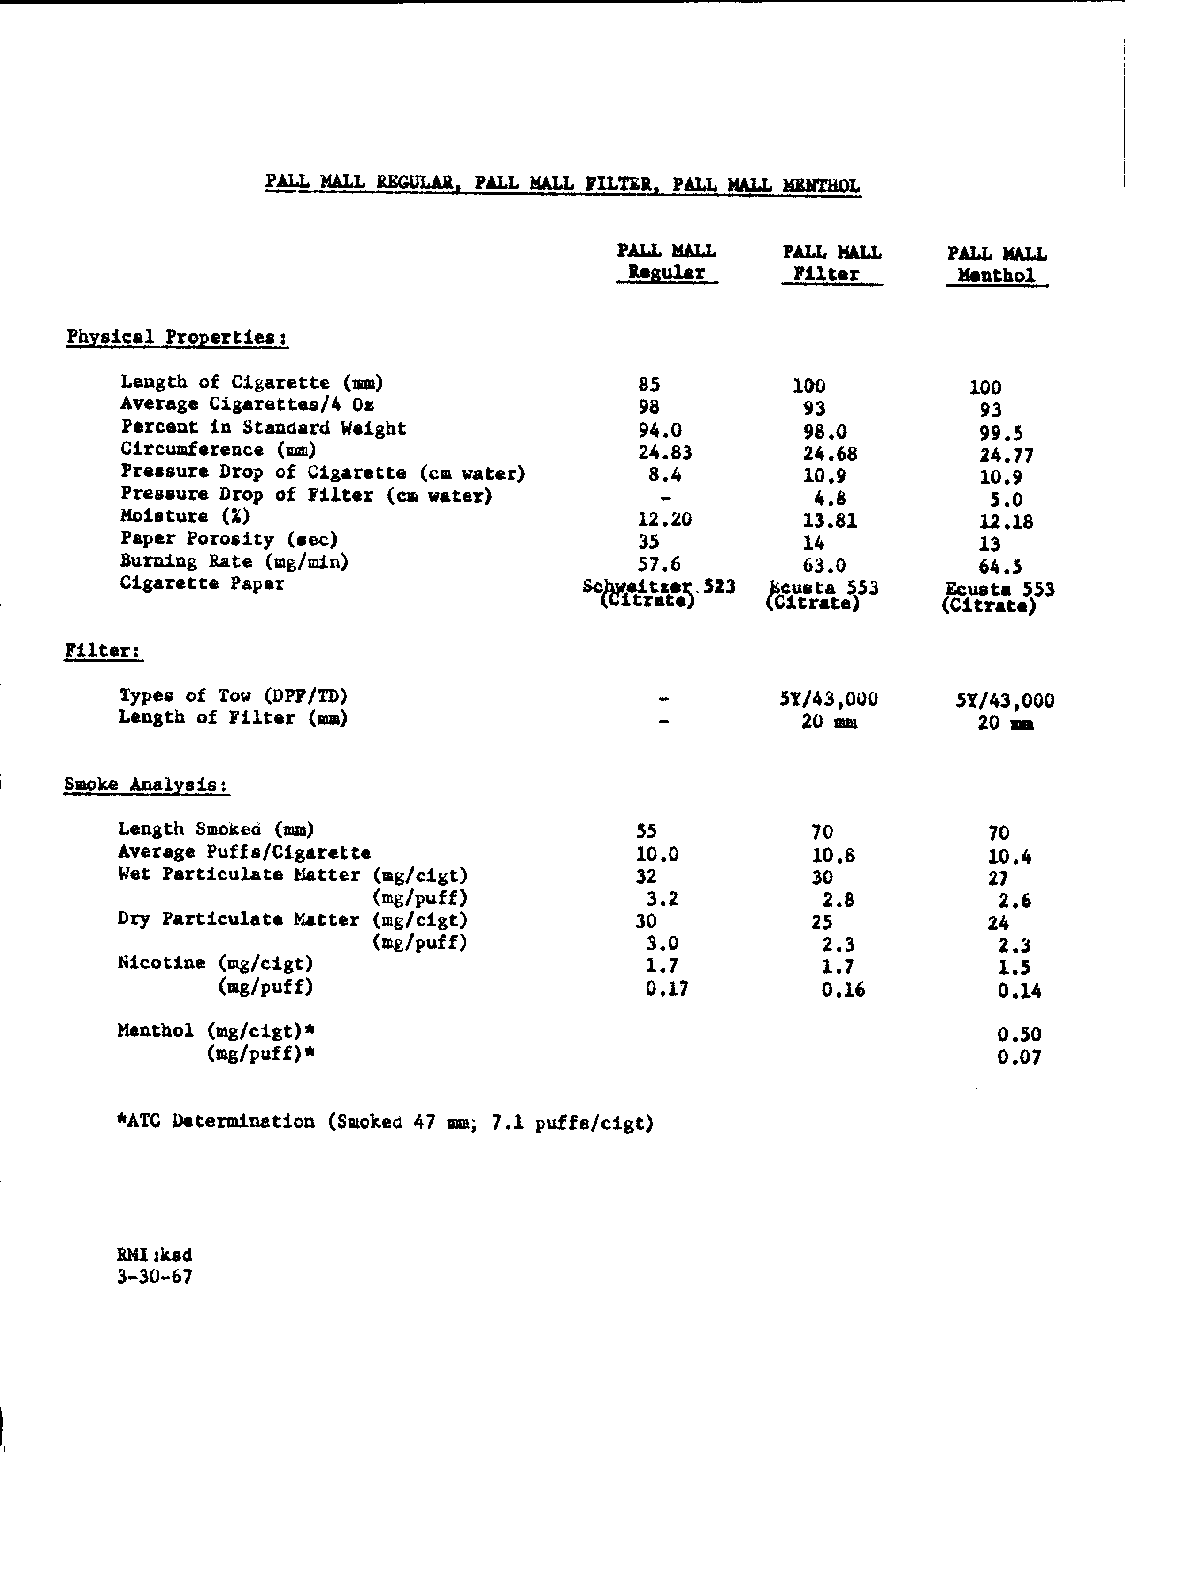 PALL MALL REGULAR, PALL MALL FILTER, PALL MALL MENTHOL
PALL MALL PALL MALL PALL MALL
Regular Filter Menthol
Physical Properties:
Length of Cigarette (mm) 85 100 100
Average Cigarettes/4 Oz 98 93 93
Percent in Standard Weight 94.0 98.0 99.5
Circumference (mm) 24.83 24.68 24.77
Pressure Drop of Cigarette (cm water) 8.4 10.9 10.9
Pressure Drop of Filter (cm water) - 4.8 5.0
Moisture (%) 12.20 13.81 12.18
Paper Porosity (sec) 35 14 13
Burning Rate (mg/min) 57.6 63.0 64.5
Cigarette Paper Schweitzer 523 Ecusta 553 Ecusta 553
(Citrate) (Citrate) (Citrate)
Filter:
Types of Tow (DPF/TD) - 5Y/43,000 5Y/43,000
Length of Filter (mm) - 20 mm 20 mm
Smoke Analysis:
Length Smoked (mm) 55 70 70
Average Puffs/Cigarette 10.0 10.8 10.4
Wet Particulate Matter (mg/cigt) 32 30 27
(mg/puff) 3.2 2.8 2.6
Dry Particulate Matter (mg/cigt) 30 25 24
(mg/puff) 3.0 2.3 2.3
Nicotine (mg/cigt) 1.7 1.7 1.5
(mg/puff) 0.17 0.16 0.14
Menthol (mg/cigt)* 0.50
(mg/puff)* 0.07
*ATC Determination (Smoked 47 mm; 7.1 puffs/cigt)
RMI:ksd
3-30-67